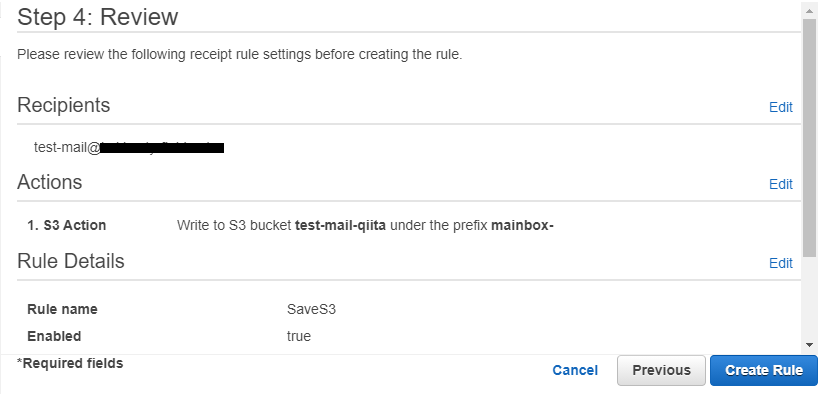 Step 4: Review
Please review the following receipt rule settings before creating the rule.
Recipients
Edit
test-mail@
Actions
Edit
1. S3 Action Write to S3 bucket test-mail-qiita under the prefix mainbox-
Rule Details
Edit
Rule name SaveS3
Enabled true
*Required fields
Cancel Previous Create Rule